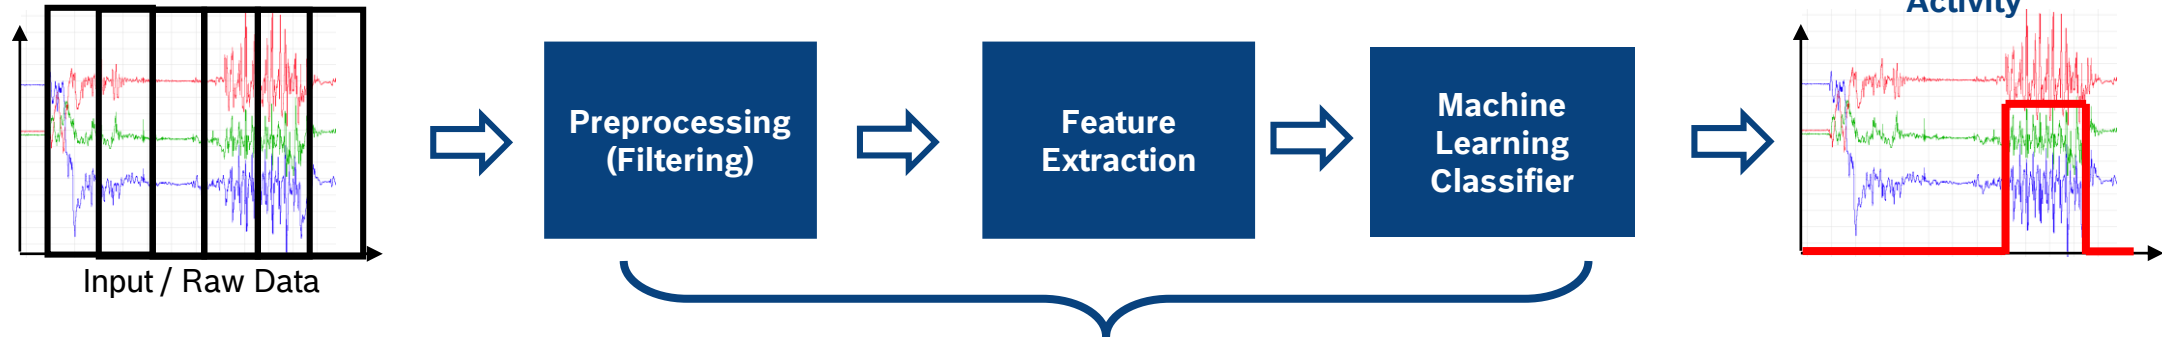 Activity
Preprocessing
(Filtering)
Feature
Extraction
Machine
Learning
Classifier
Input / Raw Data